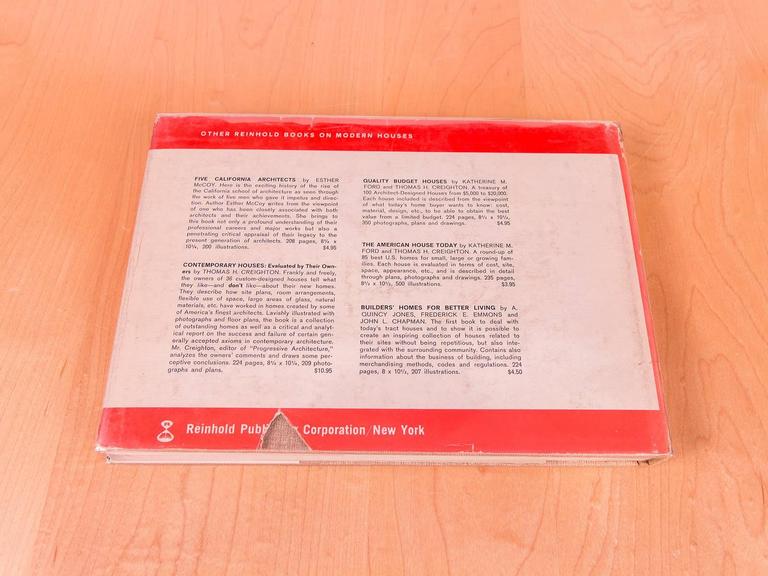 OTHER REINHOLD BOOKS ON MODERN HOUSES
FIVE CALIFORNIA ARCHITECTS by ESTHER
McCOY. Here is the exciting history of the rise of
the California school of architecture as seen through
the work of five men who gave it impetus and direc-
tion. Author Esther McCoy writes from the viewpoint
of one who has been closely associated with both
architects and their achievements. She brings to
this book not only a profound understanding of their
professional careers and major works but also a
penetrating critical appraisal of their legacy to the
present generation of architects. 208 pages, 8¼ x
10¼, 200 illustrations. $4.95
CONTEMPORARY HOUSES: Evaluated by Their Own-
ers by THOMAS H. CREIGHTON. Frankly and freely,
the owners of 36 custom-designed houses tell what
they like—and don't like—about their new homes.
They describe how site plans, room arrangements,
flexible use of space, large areas of glass, natural
materials, etc. have worked in homes created by some
of America's finest architects. Lavishly illustrated with
photographs and floor plans, the book is a collection
of outstanding homes as well as a critical and analyt-
ical report on the success and failure of certain gen-
erally accepted axioms in contemporary architecture.
Mr. Creighton, editor of "Progressive Architecture,"
analyzes the owners' comments and draws some per-
ceptive conclusions. 224 pages, 8¼ x 10¼, 209 photo-
graphs and plans. $10.95
QUALITY BUDGET HOUSES by KATHERINE M.
FORD and THOMAS H. CREIGHTON. A treasury of
100 Architect-Designed Houses from $5,000 to $20,000.
Each house included is described from the viewpoint
of what today's home buyer wants to know: cost,
material, design, etc., to be able to obtain the best
value from a limited budget. 224 pages, 8¼ x 10¼,
350 photographs, plans and drawings. $4.95
THE AMERICAN HOUSE TODAY by KATHERINE M.
FORD and THOMAS H. CREIGHTON. A round-up of
85 best U.S. homes for small, large or growing fam-
ilies. Each house is evaluated in terms of cost, site,
space, appearance, etc., and is described in detail
through plans, photographs and drawings. 235 pages,
8¼ x 10½, 500 illustrations. $3.95
BUILDERS' HOMES FOR BETTER LIVING by A.
QUINCY JONES, FREDERICK E. EMMONS and
JOHN L. CHAPMAN. The first book to deal with
today's tract houses and to show it is possible to
create an inspiring collection of houses related to
their sites without being repetitious, but also inte-
grated with the surrounding community. Contains also
information about the business of building, including
merchandising methods, codes and regulations. 224
pages, 8 x 10¼, 207 illustrations. $4.50
Reinhold Corporation/New York